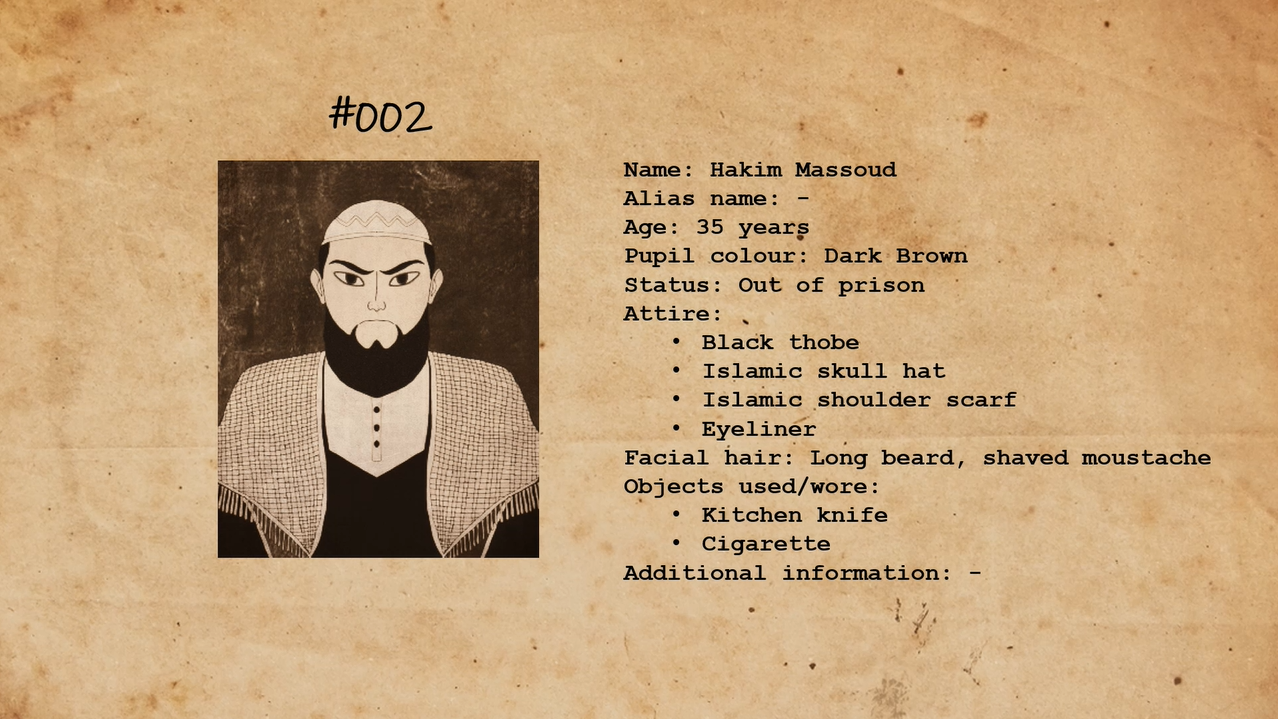 #002
Name: Hakim Massoud
Alias name: -
Age: 35 years
Pupil colour: Dark Brown
Status: Out of prison
Attire:
• Black thobe
• Islamic skull hat
• Islamic shoulder scarf
• Eyeliner
Facial hair: Long beard, shaved moustache
Objects used/wore:
• Kitchen knife
• Cigarette
Additional information: -